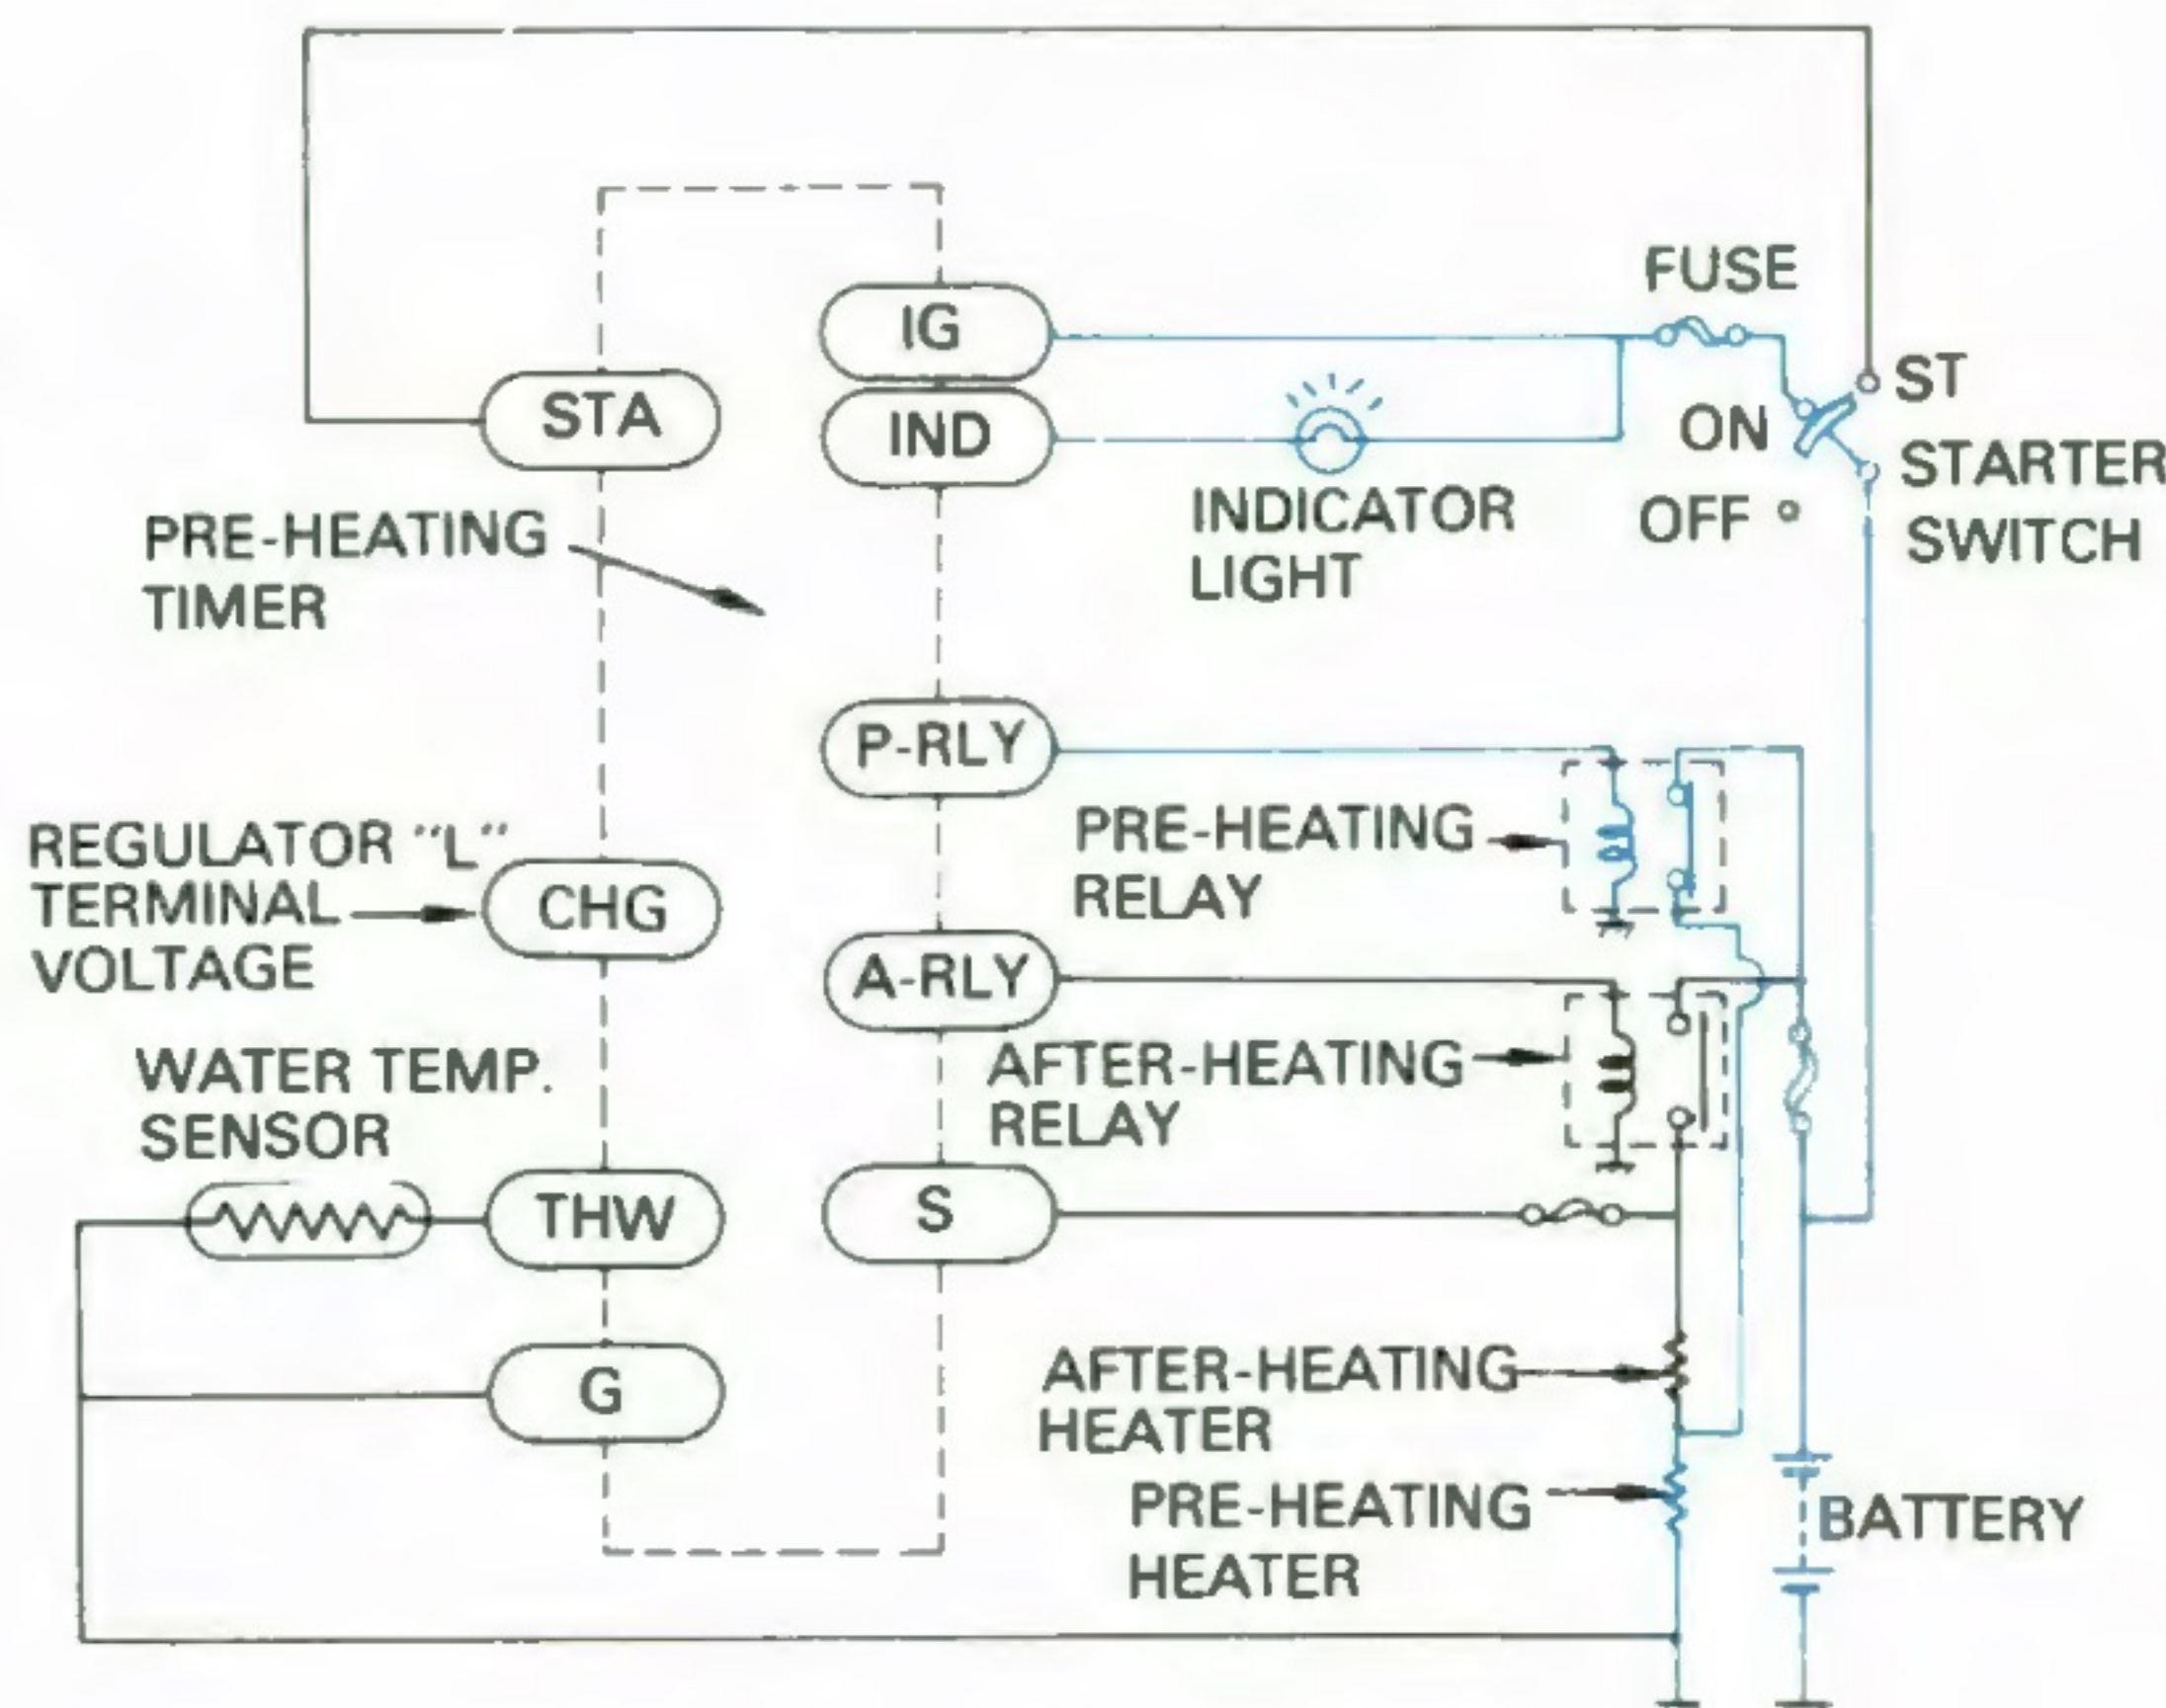 FUSE
IG
ST
STA
IND
ON
STARTER
SWITCH
INDICATOR
LIGHT
OFF
PRE-HEATING
TIMER
P-RLY
PRE-HEATING
RELAY
REGULATOR "L"
TERMINAL
VOLTAGE
CHG
A-RLY
AFTER-HEATING
RELAY
WATER TEMP.
SENSOR
THW
S
G
AFTER-HEATING
HEATER
PRE-HEATING
HEATER
BATTERY